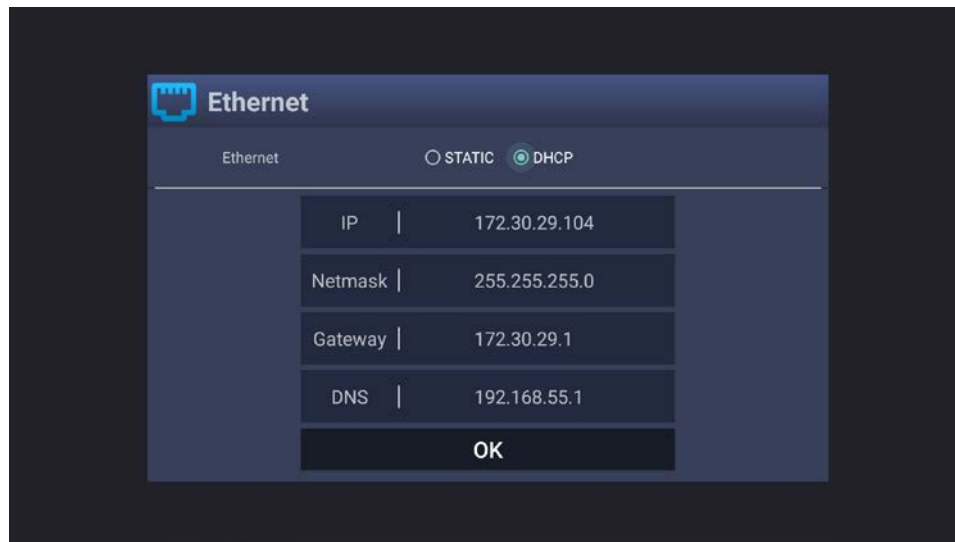 Ethernet
Ethernet STATIC DHCP
IP | 172.30.29.104
Netmask | 255.255.255.0
Gateway | 172.30.29.1
DNS | 192.168.55.1
OK